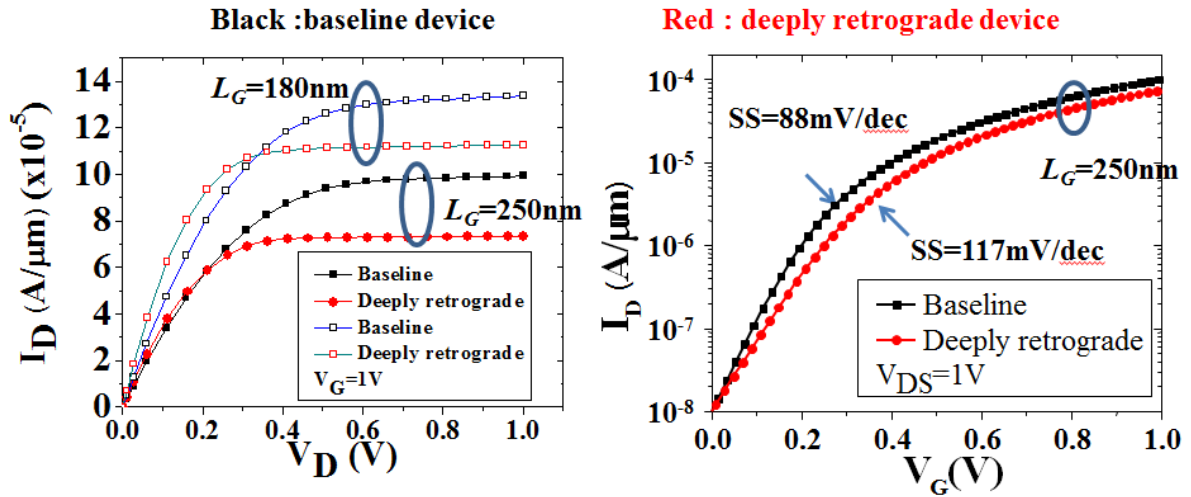 Black :baseline device
Red : deeply retrograde device
I_D (A/μm) (x10^-5)
14
12
10
8
6
4
2
0
0.0 0.2 0.4 0.6 0.8 1.0
V_D (V)
L_G=180nm
L_G=250nm
Baseline
Deeply retrograde
Baseline
Deeply retrograde
V_G=1V
I_D (A/μm)
10^-4
10^-5
10^-6
10^-7
10^-8
0.0 0.2 0.4 0.6 0.8 1.0
V_G(V)
SS=88mV/dec
L_G=250nm
SS=117mV/dec
Baseline
Deeply retrograde
V_DS=1V